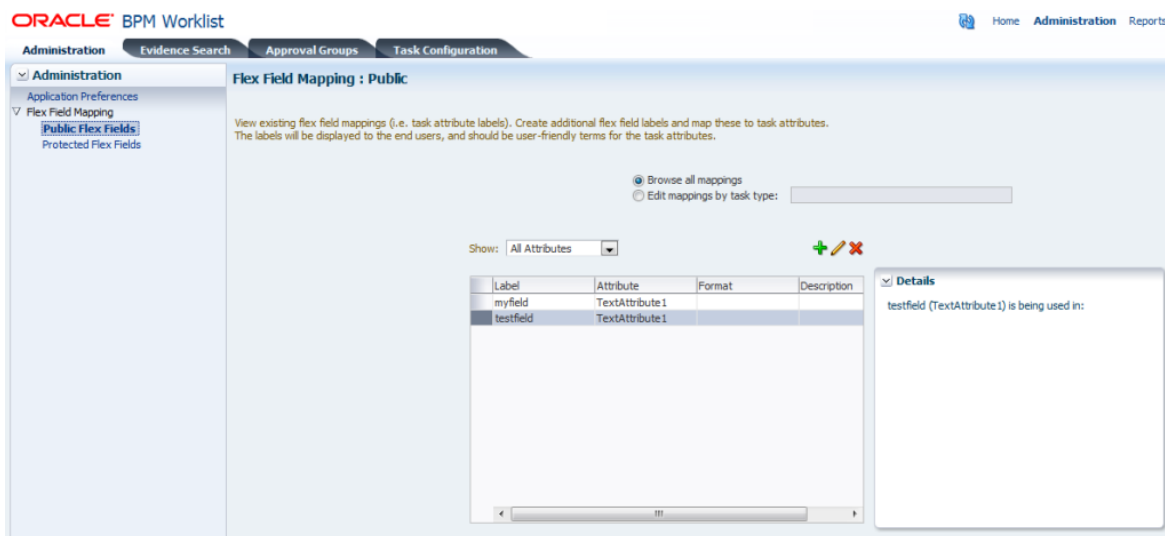 ORACLE BPM Worklist
Home Administration Reports
Administration Evidence Search Approval Groups Task Configuration
Administration
Application Preferences
Flex Field Mapping
Public Flex Fields
Protected Flex Fields
Flex Field Mapping : Public
View existing flex field mappings (i.e. task attribute labels). Create additional flex field labels and map these to task attributes.
The labels will be displayed to the end users, and should be user-friendly terms for the task attributes.
Browse all mappings
Edit mappings by task type:
Show: All Attributes
Label Attribute Format Description
myfield TextAttribute1
testfield TextAttribute1
Details
testfield (TextAttribute1) is being used in: